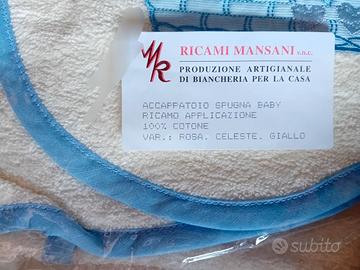 MR
RICAMI MANSANI s.n.c.
PRODUZIONE ARTIGIANALE
DI BIANCHERIA PER LA CASA
ACCAPPATOIO SPUGNA BABY
RICAMO APPLICAZIONE
100% COTONE
VAR.: ROSA. CELESTE. GIALLO
subito